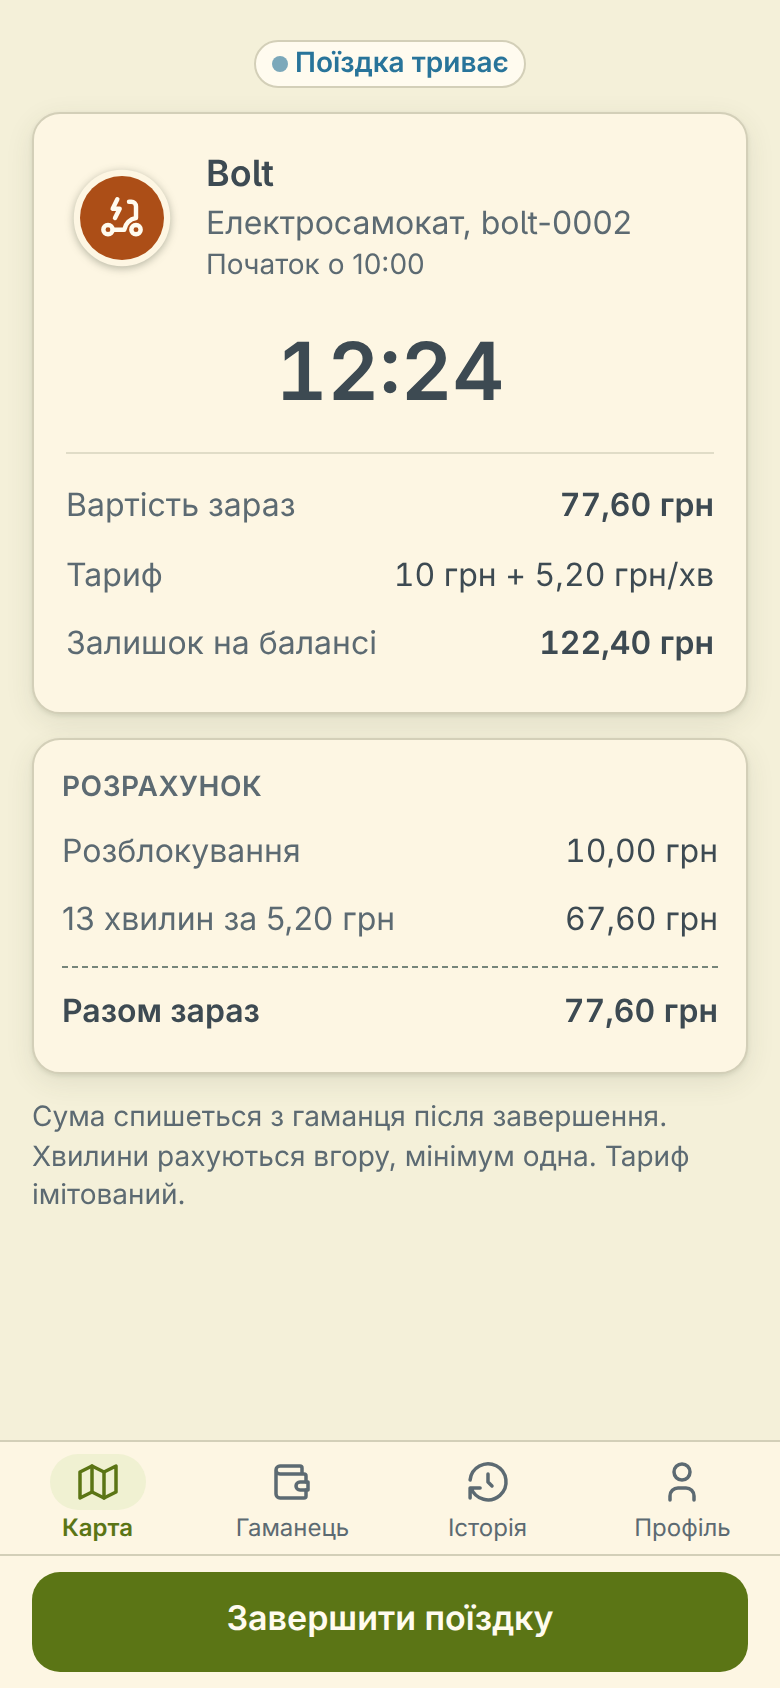 Поїздка триває
Bolt
Електросамокат, bolt-0002
Початок о 10:00
12:24
Вартість зараз 77,60 грн
Тариф 10 грн + 5,20 грн/хв
Залишок на балансі 122,40 грн
РОЗРАХУНОК
Розблокування 10,00 грн
13 хвилин за 5,20 грн 67,60 грн
Разом зараз 77,60 грн
Сума спишеться з гаманця після завершення.
Хвилини рахуються вгору, мінімум одна. Тариф
імітований.
Карта Гаманець Історія Профіль
Завершити поїздку